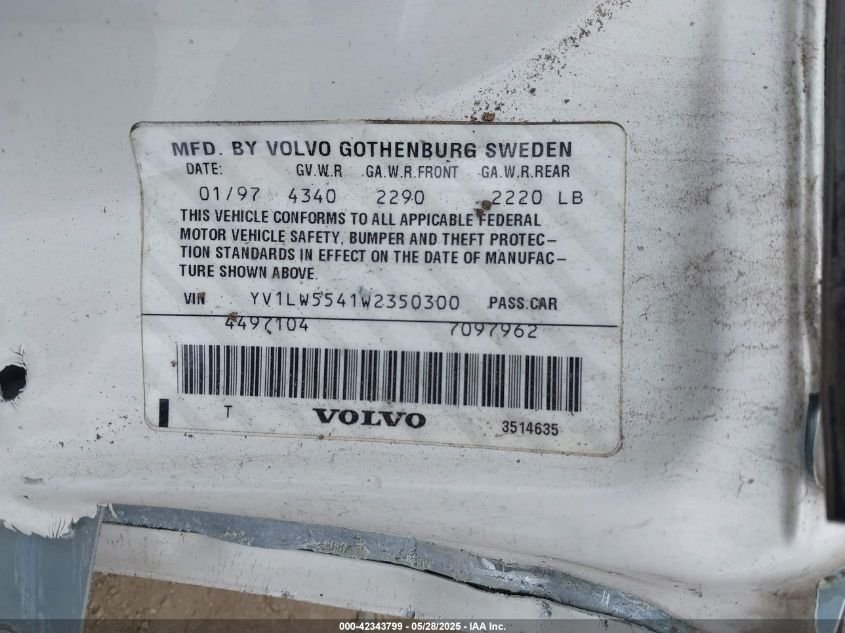 MFD. BY VOLVO GOTHENBURG SWEDEN
DATE: GV.W.R GA.W.R.FRONT GA.W.R.REAR
01/97 4340 2290 2220 LB
THIS VEHICLE CONFORMS TO ALL APPICABLE FEDERAL
MOTOR VEHICLE SAFETY, BUMPER AND THEFT PROTEC–
TION STANDARDS IN EFFECT ON THE DATE OF MANUFAC–
TURE SHOWN ABOVE.
VIN YV1LW5541W2350300 PASS.CAR
4497104 7097962
T VOLVO 3514635
000-42343799 - 05/28/2025 - IAA Inc.